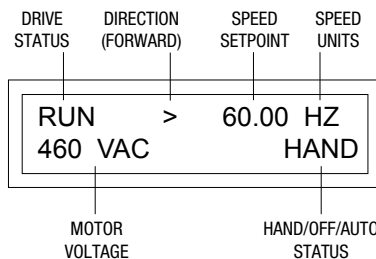 DRIVE STATUS
DIRECTION (FORWARD)
SPEED SETPOINT
SPEED UNITS
RUN > 60.00 HZ
460 VAC HAND
MOTOR VOLTAGE
HAND/OFF/AUTO STATUS